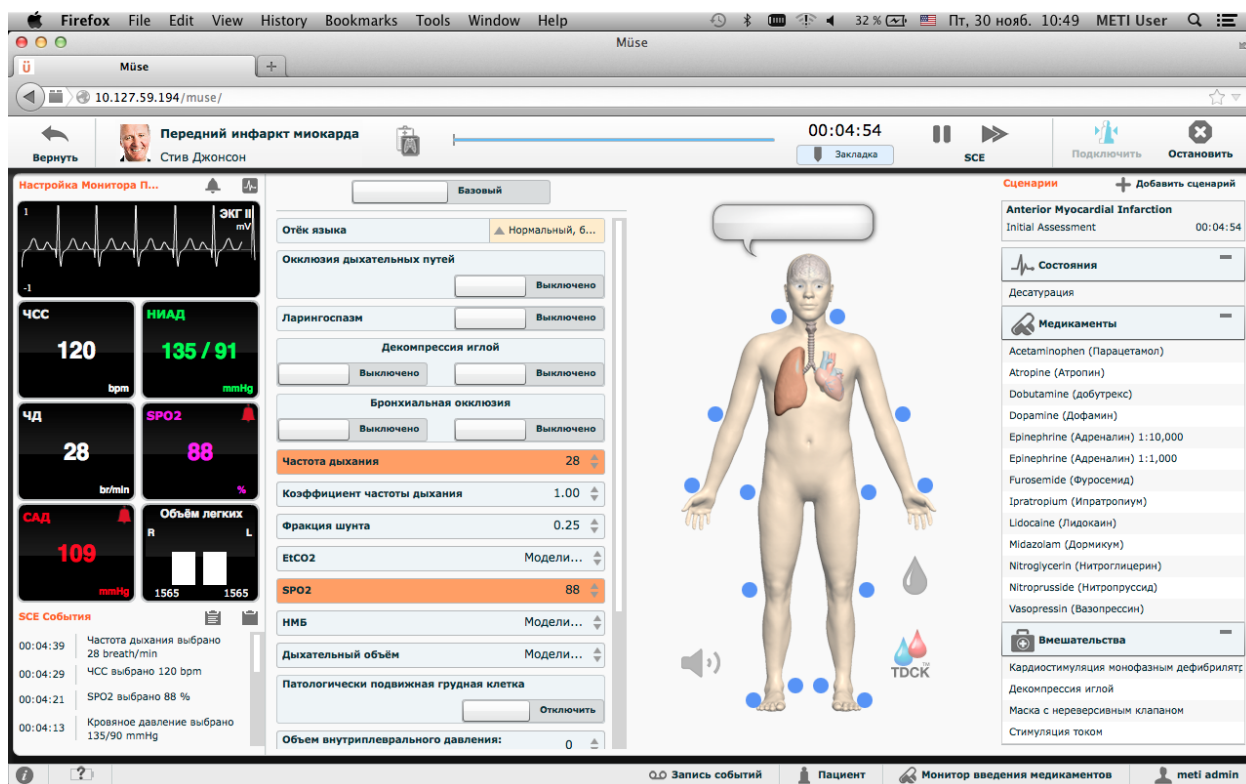 Firefox File Edit View History Bookmarks Tools Window Help 32 % Пт, 30 нояб. 10:49 METI User
Müse
ü Müse +
10.127.59.194/muse/
Вернуть
Передний инфаркт миокарда
Стив Джонсон
00:04:54
Закладка
SCE
Подключить
Остановить
Настройка Монитора П...
1
ЭКГ II
mV
-1
ЧСС
120
bpm
НИАД
135 / 91
mmHg
ЧД
28
br/min
SPO2
88
%
САД
109
mmHg
Объём легких
R L
1565 1565
SCE События
00:04:39 Частота дыхания выбрано
28 breath/min
00:04:29 ЧСС выбрано 120 bpm
00:04:21 SPO2 выбрано 88 %
00:04:13 Кровяное давление выбрано
135/90 mmHg
Базовый
Отёк языка Нормальный, б...
Окклюзия дыхательных путей
Выключено
Ларингоспазм Выключено
Декомпрессия иглой
Выключено Выключено
Бронхиальная окклюзия
Выключено Выключено
Частота дыхания 28
Коэффициент частоты дыхания 1.00
Фракция шунта 0.25
EtCO2 Модели...
SPO2 88
НМБ Модели...
Дыхательный объём Модели...
Патологически подвижная грудная клетка
Отключить
Объем внутриплеврального давления: 0
TDCK™
Сценарии Добавить сценарий
Anterior Myocardial Infarction
Initial Assessment 00:04:54
Состояния
Десатурация
Медикаменты
Acetaminophen (Парацетамол)
Atropine (Атропин)
Dobutamine (добутрекс)
Dopamine (Дофамин)
Epinephrine (Адреналин) 1:10,000
Epinephrine (Адреналин) 1:1,000
Furosemide (Фуросемид)
Ipratropium (Ипратропиум)
Lidocaine (Лидокаин)
Midazolam (Дормикум)
Nitroglycerin (Нитроглицерин)
Nitroprusside (Нитропруссид)
Vasopressin (Вазопрессин)
Вмешательства
Кардиостимуляция монофазным дефибрилятр
Декомпрессия иглой
Маска с нереверсивным клапаном
Стимуляция током
Запись событий Пациент Монитор введения медикаментов meti admin